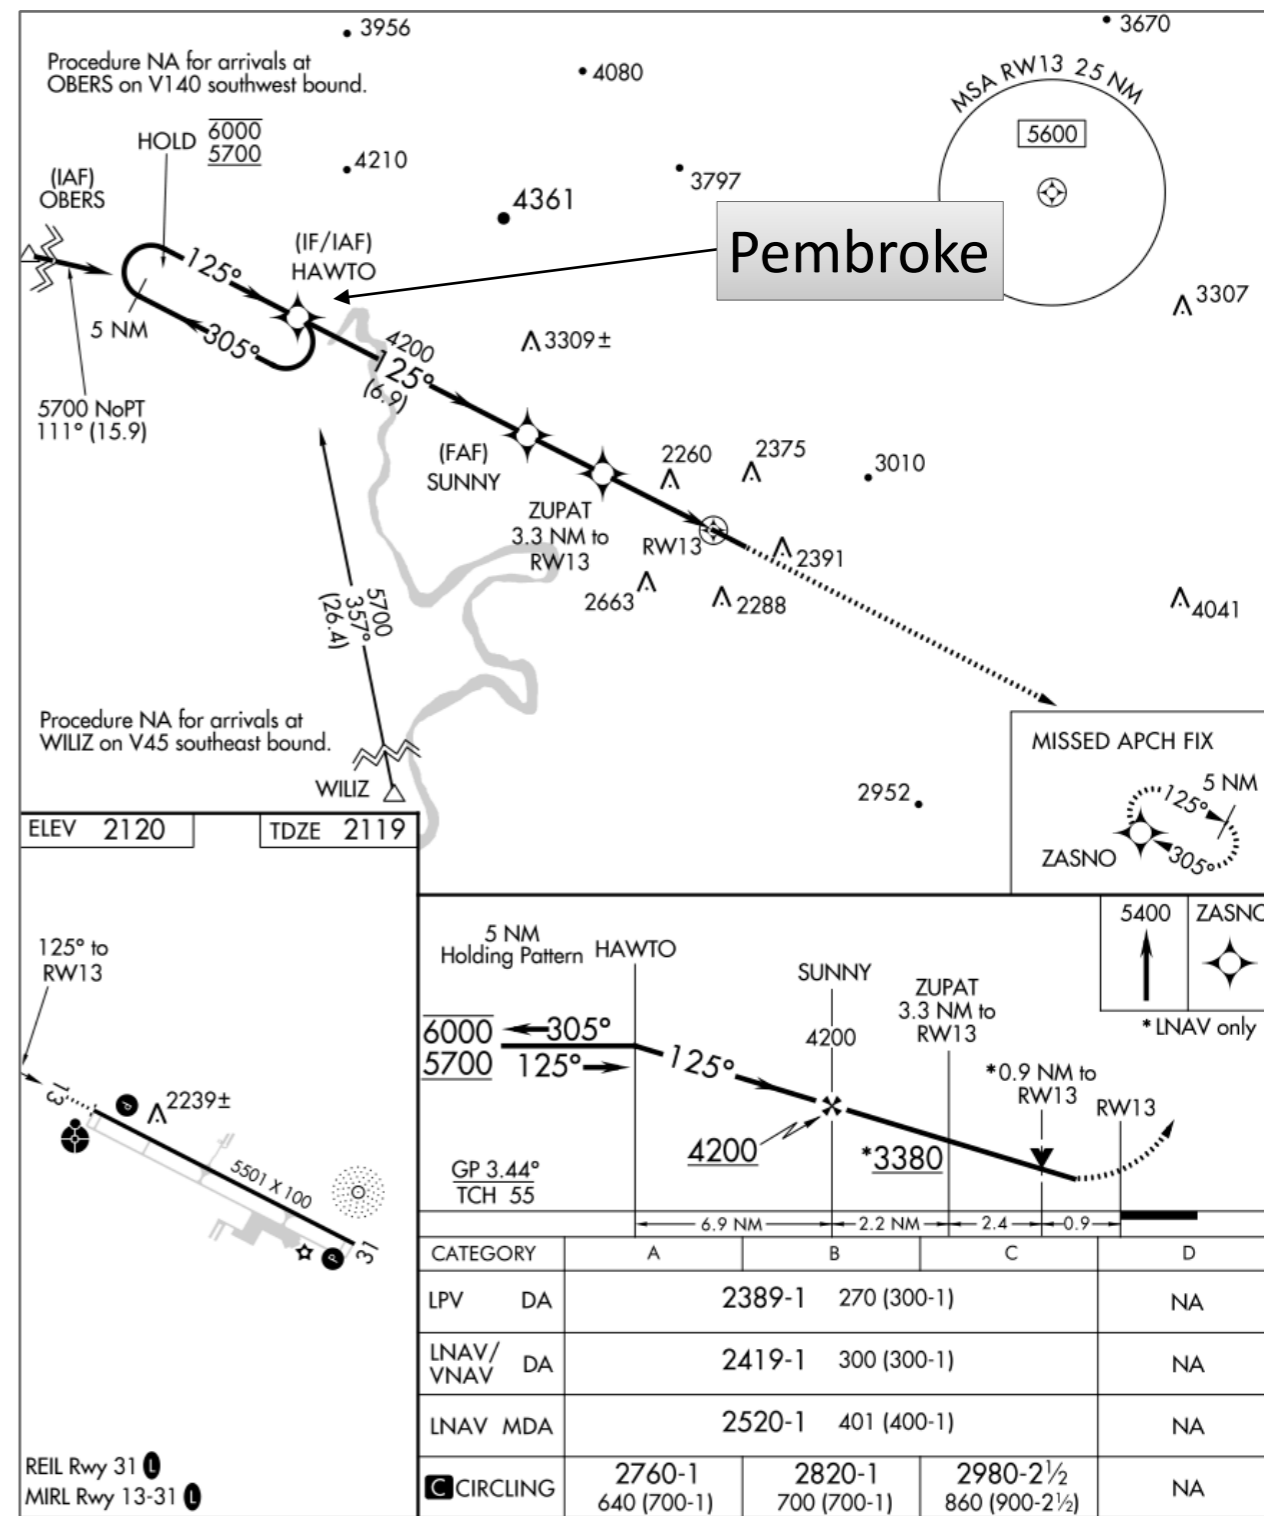 3956
3670
Procedure NA for arrivals at
OBERS on V140 southwest bound.
4080
MSA RW13 25 NM
5600
HOLD
6000
5700
4210
3797
(IAF)
OBERS
4361
Pembroke
(IF/IAF)
HAWTO
125°
305°
5 NM
3307
3309±
4200
125°
(6.9)
5700 NoPT
111° (15.9)
(FAF)
SUNNY
2260
2375
3010
ZUPAT
3.3 NM to
RW13
RW13
2391
2663
2288
4041
5700
357°
(26.4)
Procedure NA for arrivals at
WILIZ on V45 southeast bound.
WILIZ
2952
MISSED APCH FIX
5 NM
125°
305°
ZASNO
ELEV 2120
TDZE 2119
125° to
RW13
13
P
2239±
5501 X 100
P
31
REIL Rwy 31 L
MIRL Rwy 13-31 L
5400
ZASNO
* LNAV only
5 NM
Holding Pattern
HAWTO
SUNNY
ZUPAT
3.3 NM to
RW13
6000
5700
305°
125°
125°
4200
*0.9 NM to
RW13
RW13
4200
*3380
GP 3.44°
TCH 55
6.9 NM
2.2 NM
2.4
0.9
CATEGORY A B C D
LPV DA 2389-1 270 (300-1) NA
LNAV/
VNAV DA 2419-1 300 (300-1) NA
LNAV MDA 2520-1 401 (400-1) NA
C CIRCLING 2760-1 2820-1 2980-2½ NA
640 (700-1) 700 (700-1) 860 (900-2½)